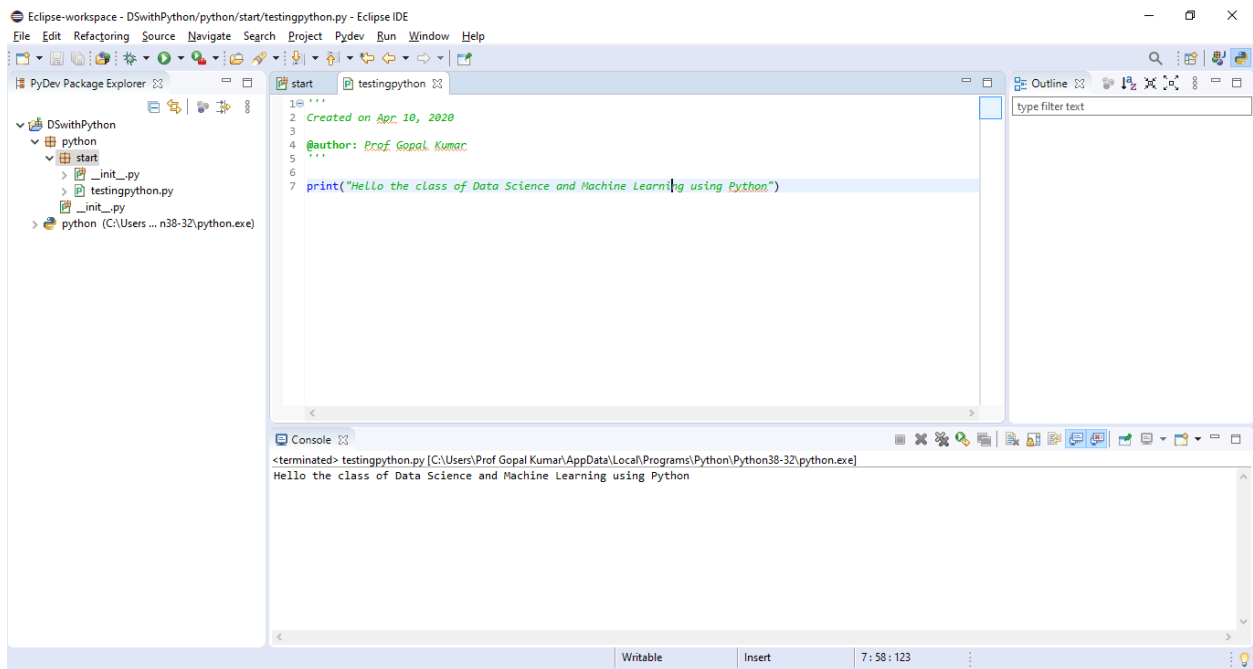 Eclipse-workspace - DSwithPython/python/start/testingpython.py - Eclipse IDE
File Edit Refactoring Source Navigate Search Project Pydev Run Window Help
PyDev Package Explorer
DSwithPython
python
start
__init__.py
testingpython.py
__init__.py
python (C:\Users ... n38-32\python.exe)
start testingpython
1 '''
2 Created on Apr 10, 2020
3
4 @author: Prof Gopal Kumar
5 '''
6
7 print("Hello the class of Data Science and Machine Learning using Python")
Outline
type filter text
Console
<terminated> testingpython.py [C:\Users\Prof Gopal Kumar\AppData\Local\Programs\Python\Python38-32\python.exe]
Hello the class of Data Science and Machine Learning using Python
Writable Insert 7 : 58 : 123